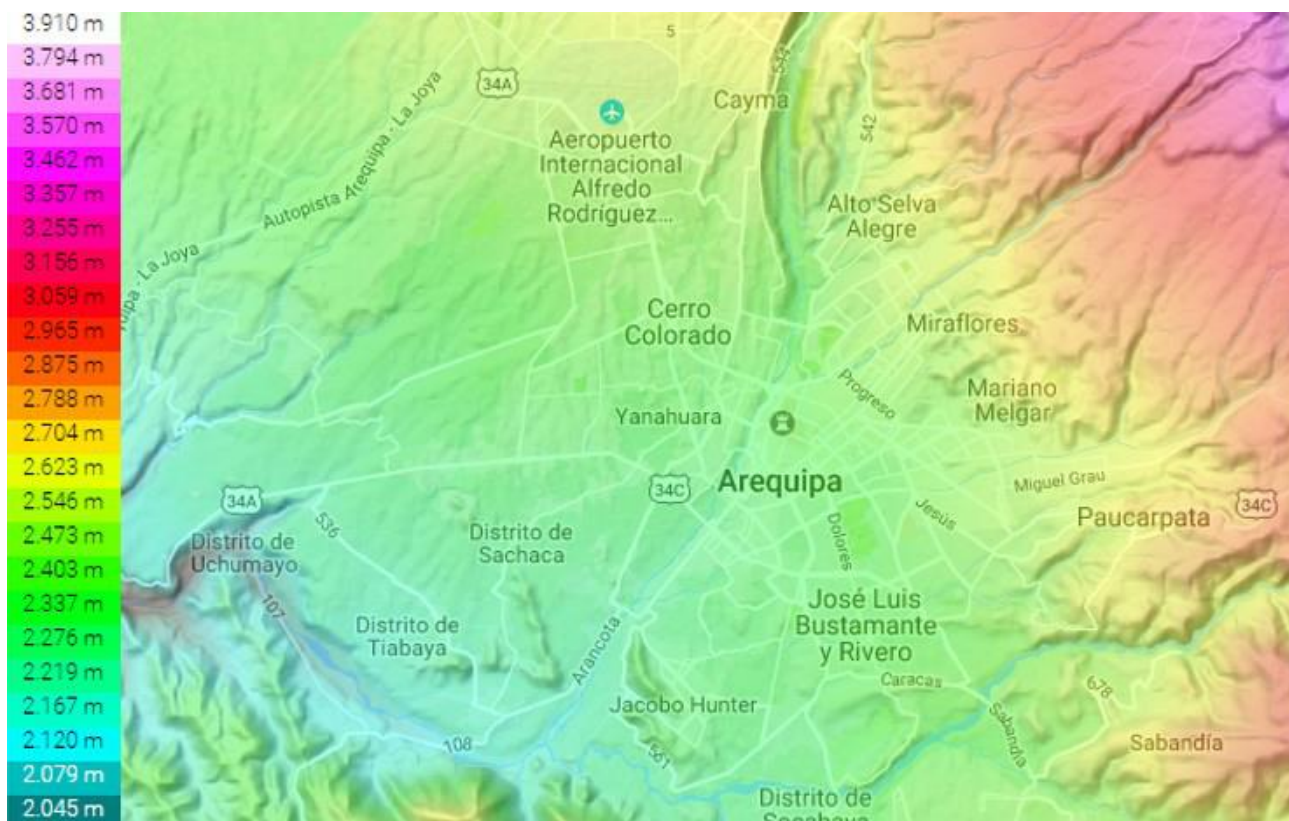 3.910 m
3.794 m
3.681 m
3.570 m
3.462 m
3.357 m
3.255 m
3.156 m
3.059 m
2.965 m
2.875 m
2.788 m
2.704 m
2.623 m
2.546 m
2.473 m
2.403 m
2.337 m
2.276 m
2.219 m
2.167 m
2.120 m
2.079 m
2.045 m
5
544
34A
Cayma
542
Aeropuerto
Internacional
Alfredo
Rodríguez...
Autopista Arequipa - La Joya
Alto Selva
Alegre
- La Joya
Cerro
Colorado
Miraflores
Progreso
Mariano
Melgar
Yanahuara
Arequipa
34C
Miguel Grau
34A
536
Jesús
34C
Paucarpata
Distrito de
Uchumayo
Distrito de
Sachaca
Dolores
107
José Luis
Bustamante
y Rivero
Distrito de
Tiabaya
Arancota
Caracas
678
Jacobo Hunter
Sabandía
108
561
Sabandía
Distrito de